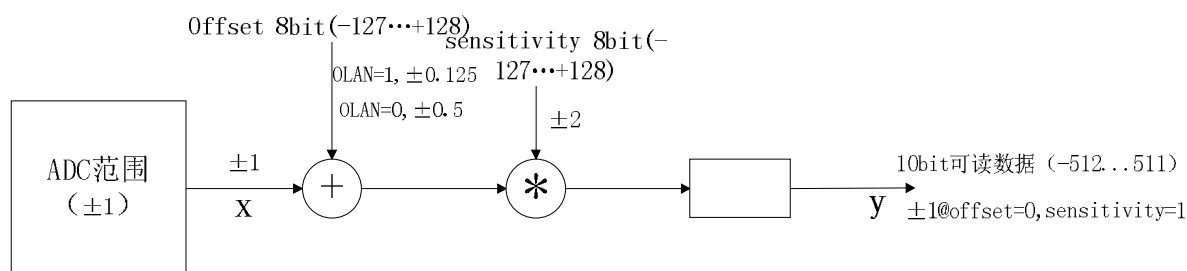 Offset 8bit(-127…+128)
sensitivity 8bit(-
127…+128)
OLAN=1,±0.125
OLAN=0,±0.5
±2
ADC范围
（±1）
±1
X
+
*
y
10bit可读数据（-512...511）
±1@offset=0,sensitivity=1